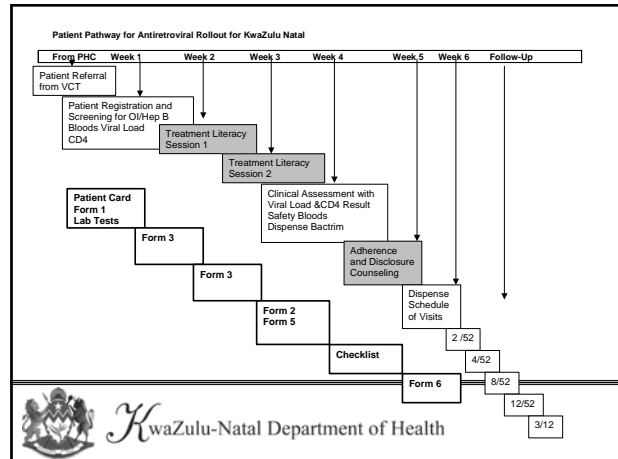 Patient Pathway for Antiretroviral Rollout for KwaZulu Natal
From PHC Week 1 Week 2 Week 3 Week 4 Week 5 Week 6 Follow-Up
Patient Referral
from VCT
Patient Registration and
Screening for OI/Hep B
Bloods Viral Load
CD4
Treatment Literacy
Session 1
Treatment Literacy
Session 2
Clinical Assessment with
Viral Load &CD4 Result
Safety Bloods
Dispense Bactrim
Adherence
and Disclosure
Counseling
Dispense
Schedule
of Visits
2 /52
4/52
8/52
12/52
3/12
Patient Card
Form 1
Lab Tests
Form 3
Form 3
Form 2
Form 5
Checklist
Form 6
KwaZulu-Natal Department of Health